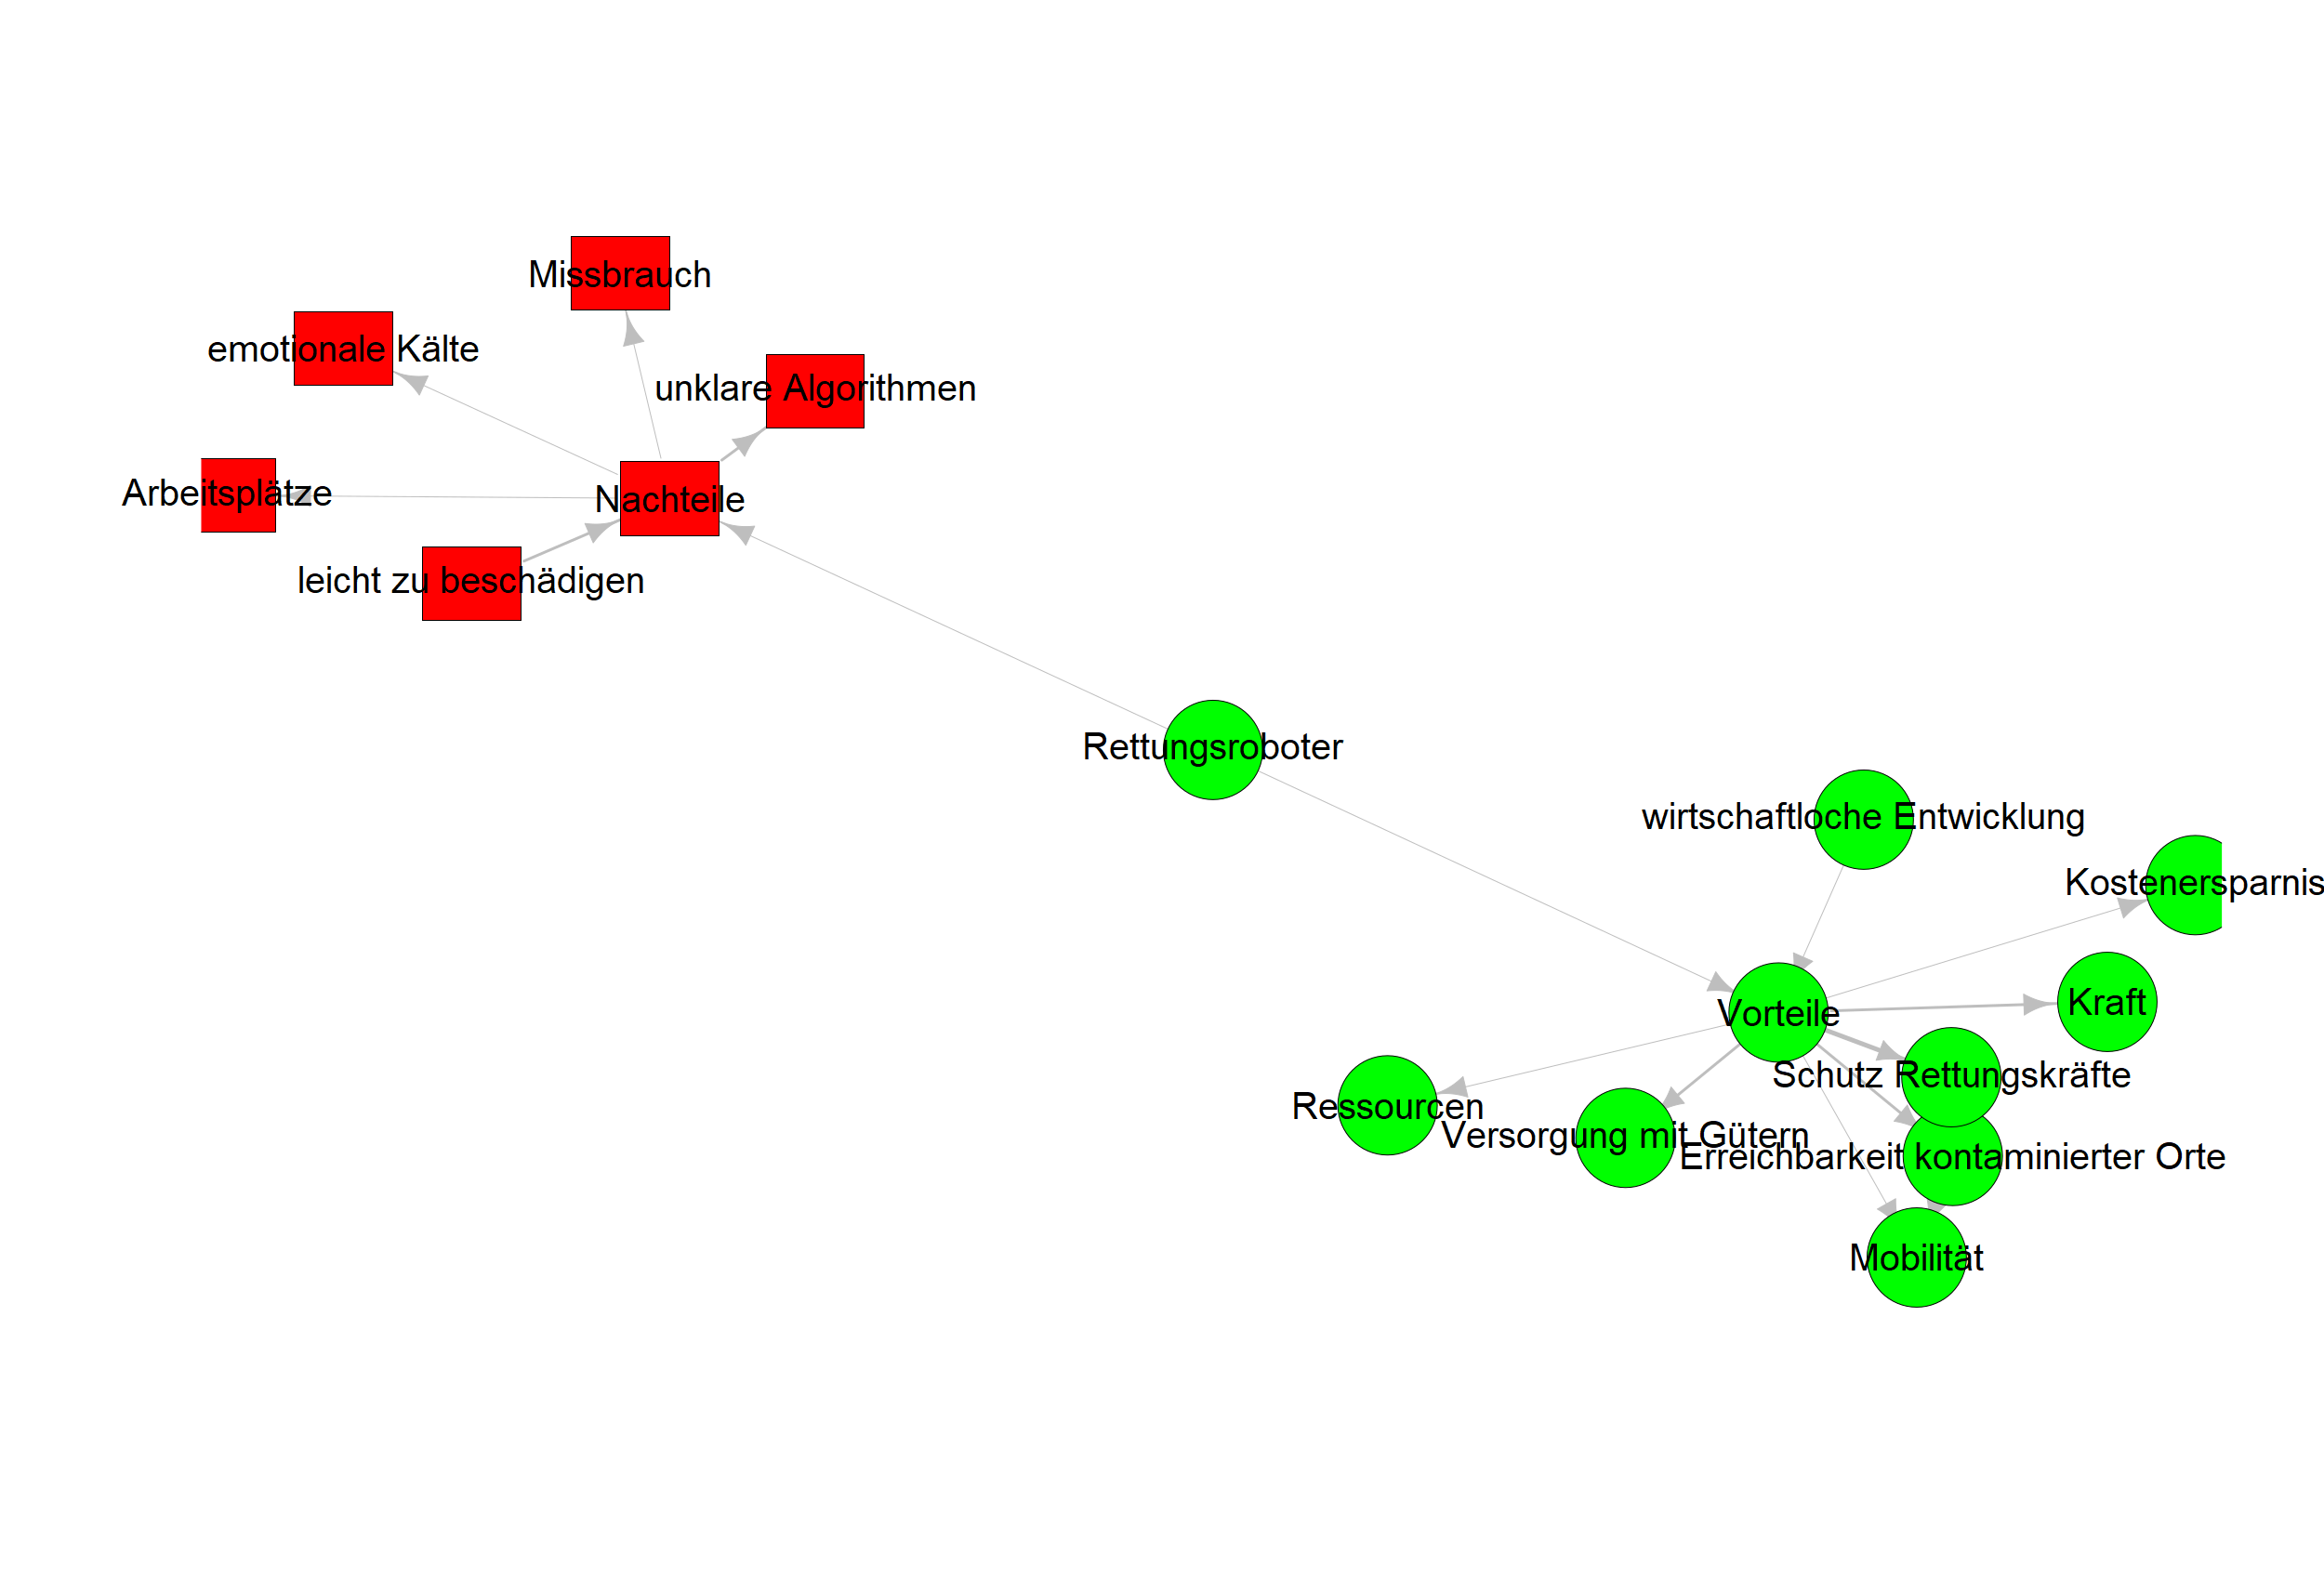 Missbrauch
emotionale Kälte
unklare Algorithmen
Arbeitsplätze
Nachteile
leicht zu beschädigen
Rettungsroboter
wirtschaftloche Entwicklung
Kostenersparnis
Kraft
Vorteile
Schutz Rettungskräfte
Ressourcen
Versorgung mit Gütern
Erreichbarkeit kontaminierter Orte
Mobilität